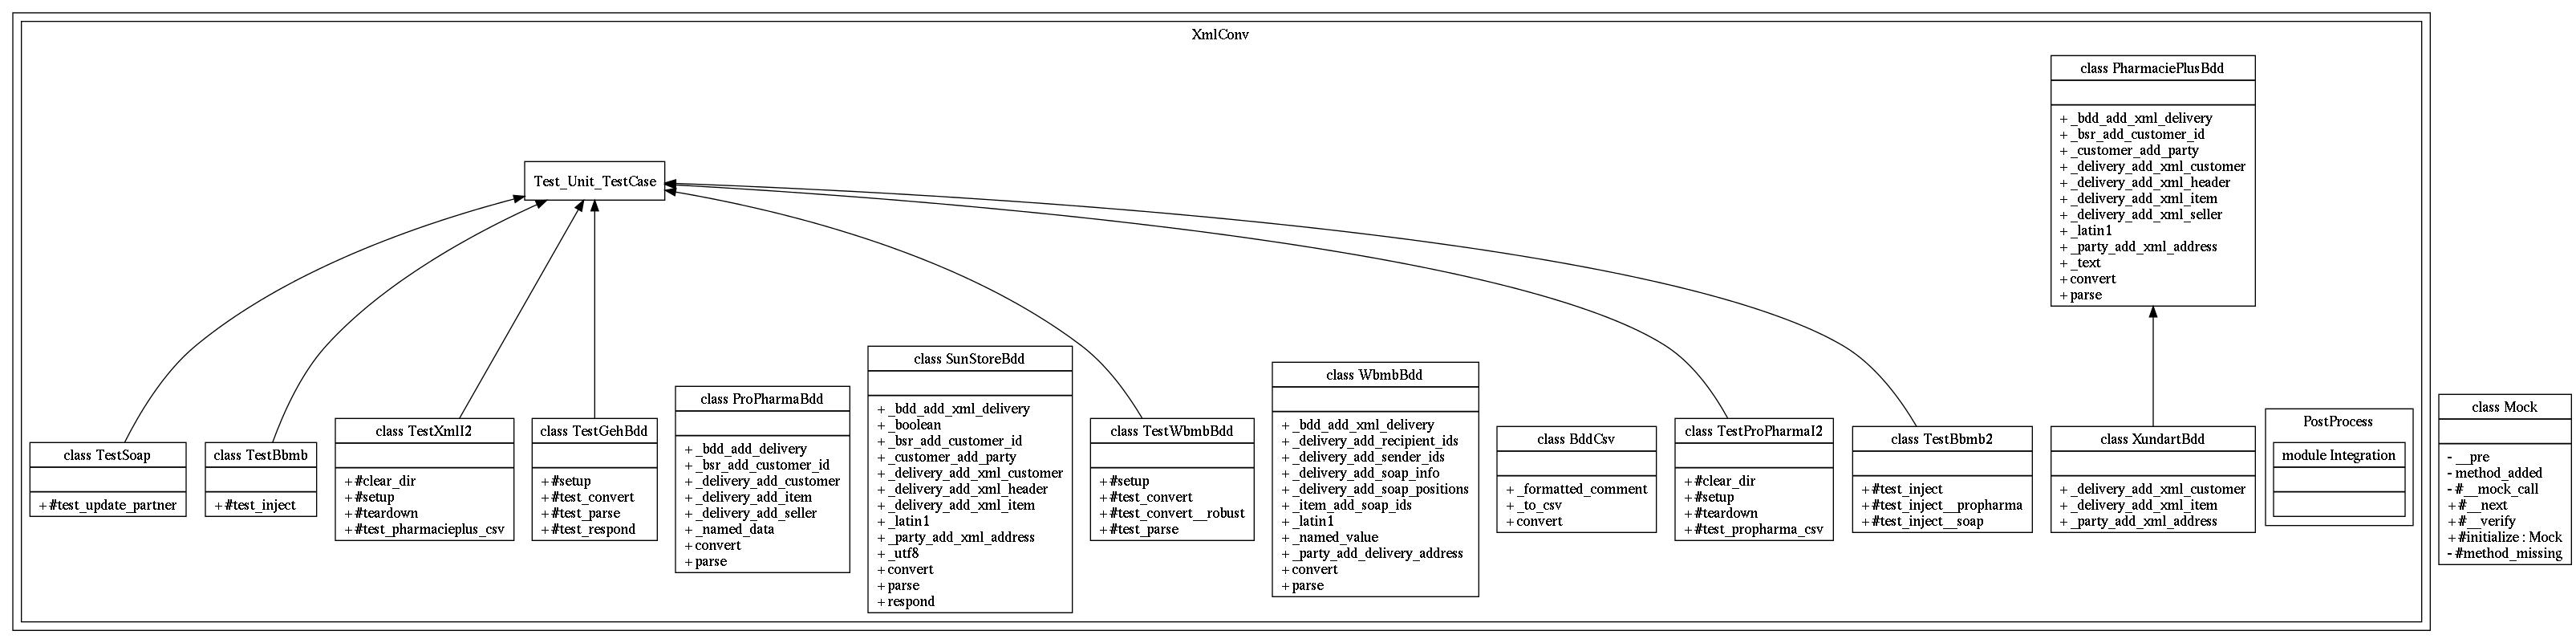 XmlConv
class PharmaciePlusBdd
+ _bdd_add_xml_delivery
+ _bsr_add_customer_id
+ _customer_add_party
+ _delivery_add_xml_customer
+ _delivery_add_xml_header
+ _delivery_add_xml_item
+ _delivery_add_xml_seller
+ _latin1
+ _party_add_xml_address
+ _text
+ convert
+ parse
Test_Unit_TestCase
class TestSoap
+ #test_update_partner
class TestBbmb
+ #test_inject
class TestXmlI2
+ #clear_dir
+ #setup
+ #teardown
+ #test_pharmacieplus_csv
class TestGehBdd
+ #setup
+ #test_convert
+ #test_parse
+ #test_respond
class ProPharmaBdd
+ _bdd_add_delivery
+ _bsr_add_customer_id
+ _delivery_add_customer
+ _delivery_add_item
+ _delivery_add_seller
+ _named_data
+ convert
+ parse
class SunStoreBdd
+ _bdd_add_xml_delivery
+ _boolean
+ _bsr_add_customer_id
+ _customer_add_party
+ _delivery_add_xml_customer
+ _delivery_add_xml_header
+ _delivery_add_xml_item
+ _latin1
+ _party_add_xml_address
+ _utf8
+ convert
+ parse
+ respond
class TestWbmbBdd
+ #setup
+ #test_convert
+ #test_convert__robust
+ #test_parse
class WbmbBdd
+ _bdd_add_xml_delivery
+ _delivery_add_recipient_ids
+ _delivery_add_sender_ids
+ _delivery_add_soap_info
+ _delivery_add_soap_positions
+ _item_add_soap_ids
+ _latin1
+ _named_value
+ _party_add_delivery_address
+ convert
+ parse
class BddCsv
+ _formatted_comment
+ _to_csv
+ convert
class TestProPharmaI2
+ #clear_dir
+ #setup
+ #teardown
+ #test_propharma_csv
class TestBbmb2
+ #test_inject
+ #test_inject__propharma
+ #test_inject__soap
class XundartBdd
+ _delivery_add_xml_customer
+ _delivery_add_xml_item
+ _party_add_xml_address
PostProcess
module Integration
class Mock
- __pre
- method_added
- #__mock_call
+ #__next
+ #__verify
+ #initialize : Mock
- #method_missing